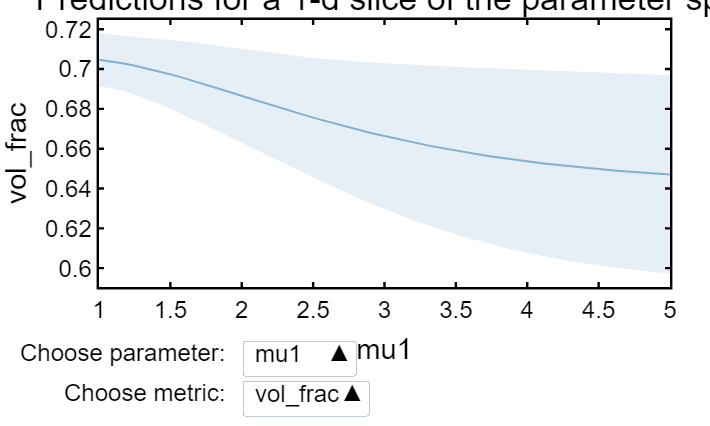 Predictions for a 1-d slice of the parameter sp
0.72
0.7
0.68
0.66
0.64
0.62
0.6
vol_frac
1 1.5 2 2.5 3 3.5 4 4.5 5
mu1
Choose parameter: mu1 ▲
Choose metric: vol_frac ▲